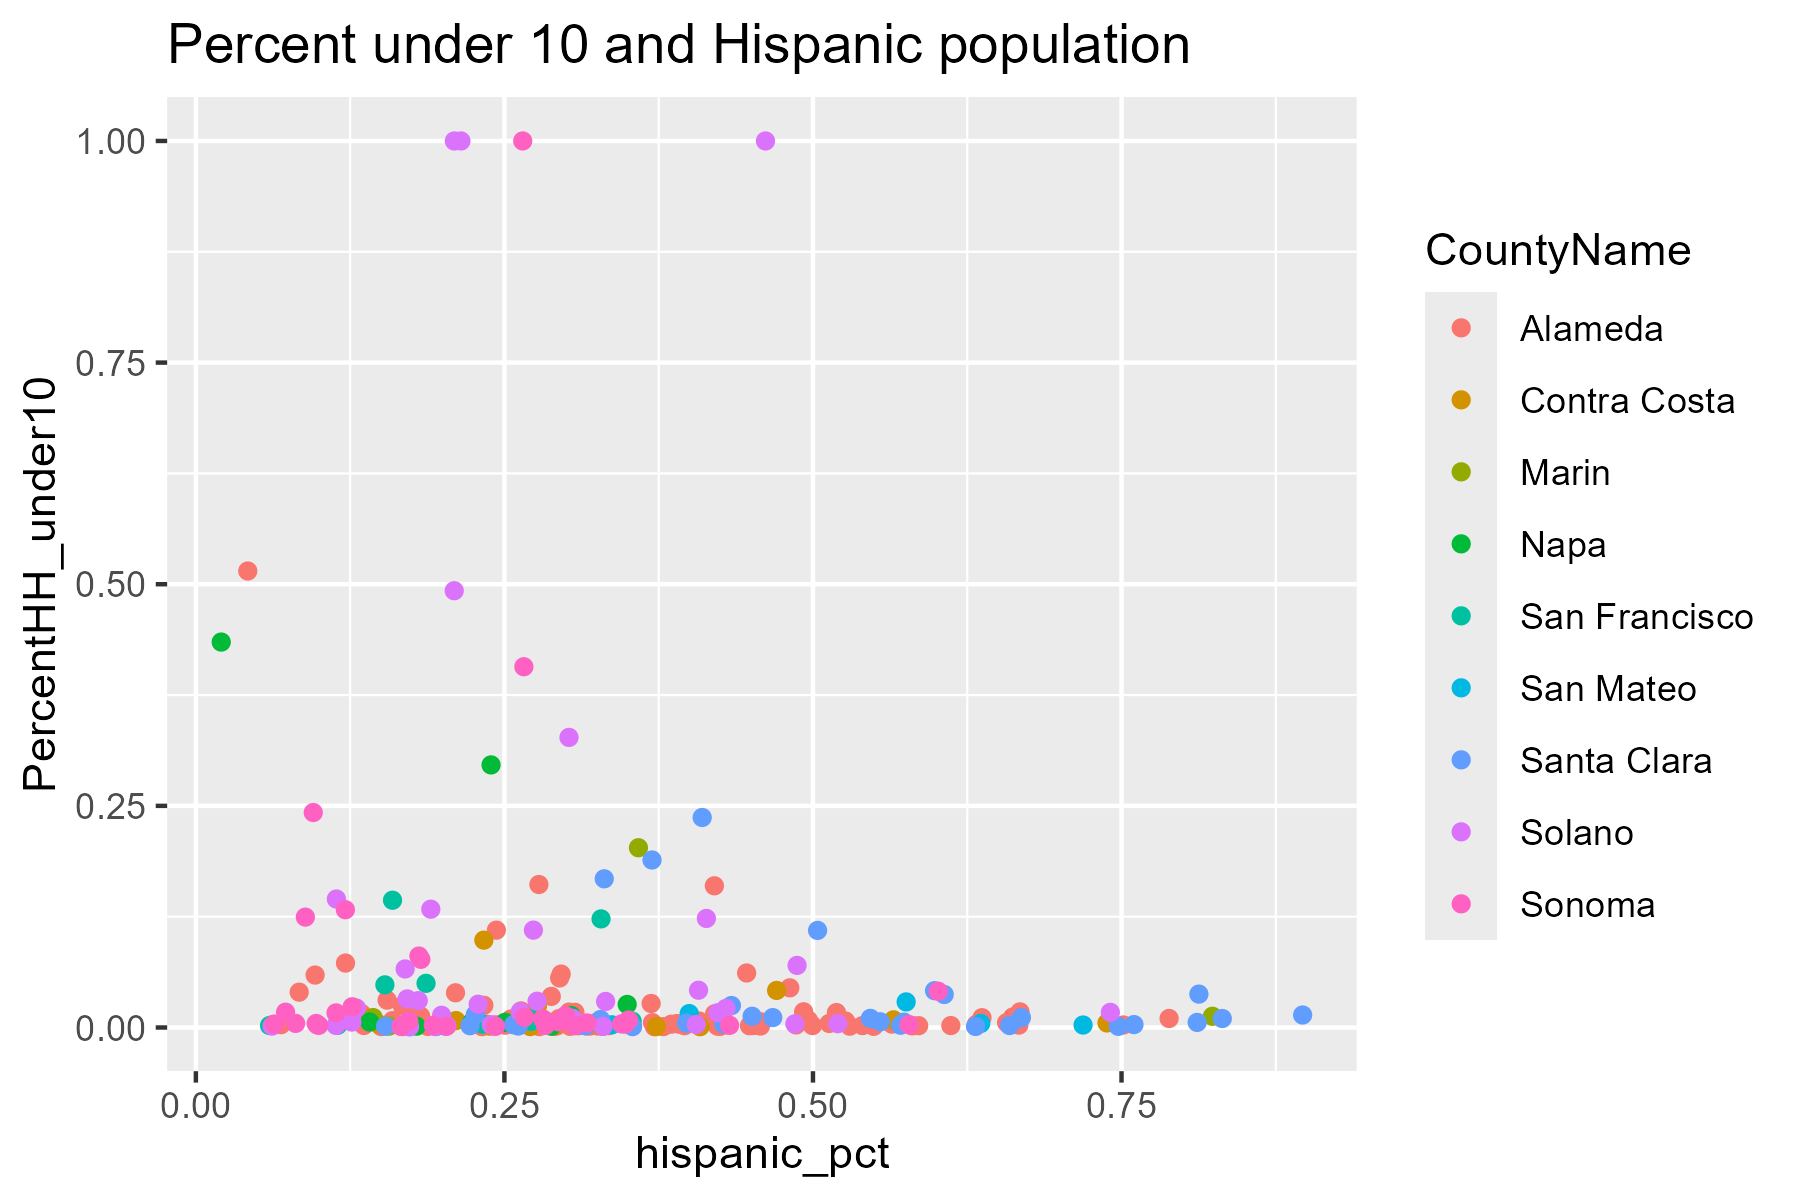 Percent under 10 and Hispanic population
PercentHH_under10
1.00
0.75
0.50
0.25
0.00
0.00
0.25
0.50
0.75
hispanic_pct
CountyName
Alameda
Contra Costa
Marin
Napa
San Francisco
San Mateo
Santa Clara
Solano
Sonoma